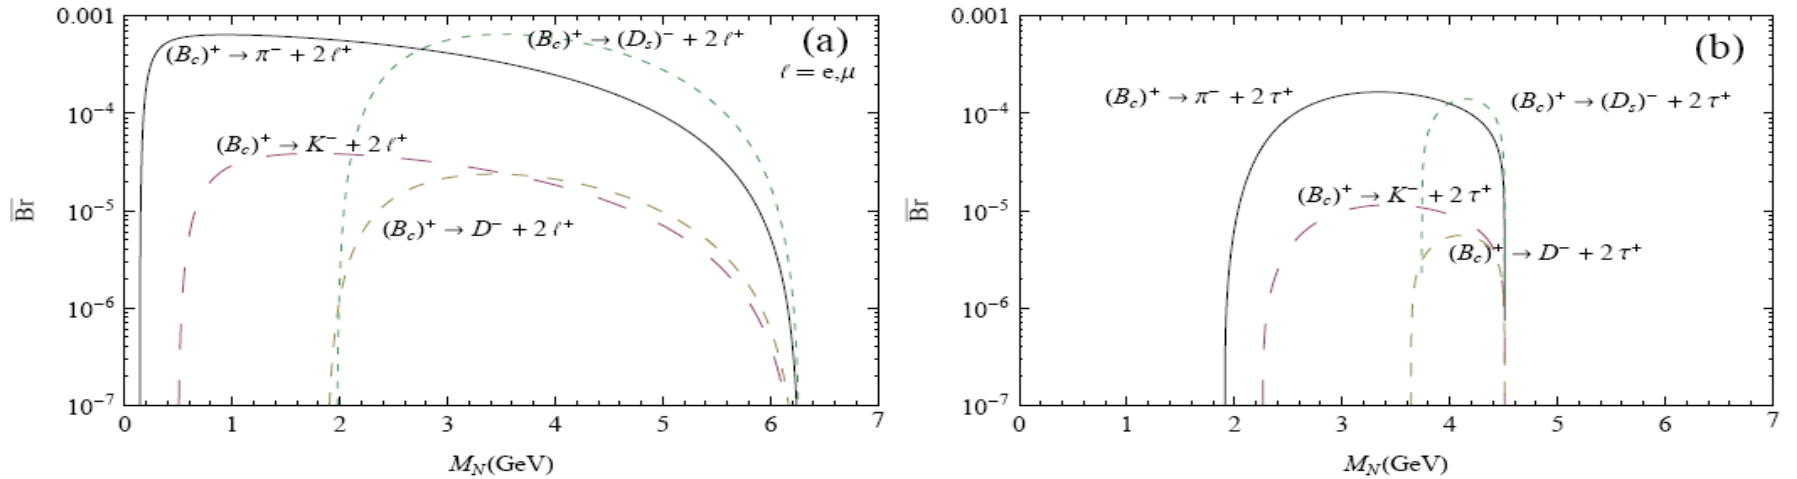 0.001
10⁻⁴
10⁻⁵
10⁻⁶
10⁻⁷
B̅r̅
(B_c)⁺ → π⁻ + 2 ℓ⁺
(B_c)⁺ → (D_s)⁻ + 2 ℓ⁺
(a)
ℓ = e,μ
(B_c)⁺ → K⁻ + 2 ℓ⁺
(B_c)⁺ → D⁻ + 2 ℓ⁺
0 1 2 3 4 5 6 7
M_N(GeV)
0.001
10⁻⁴
10⁻⁵
10⁻⁶
10⁻⁷
B̅r̅
(b)
(B_c)⁺ → π⁻ + 2 τ⁺
(B_c)⁺ → (D_s)⁻ + 2 τ⁺
(B_c)⁺ → K⁻ + 2 τ⁺
(B_c)⁺ → D⁻ + 2 τ⁺
0 1 2 3 4 5 6 7
M_N(GeV)